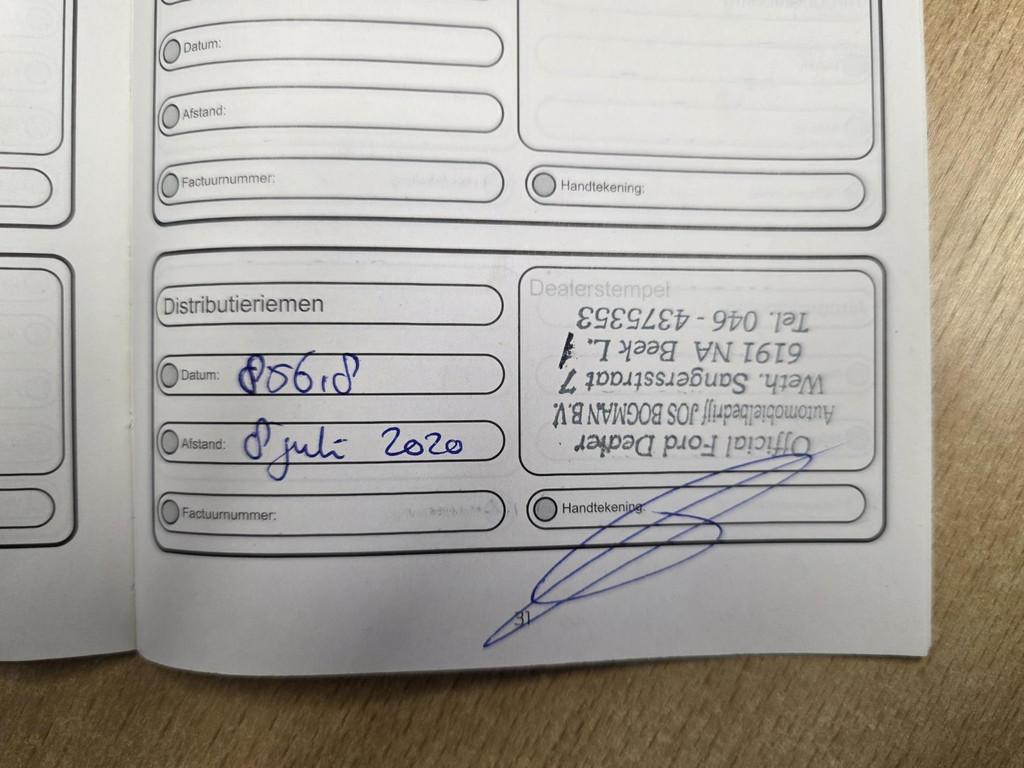 Datum:
Afstand:
Factuurnummer:
Handtekening:
Distributieriemen
Datum:
Afstand: 8 juli 2020
Factuurnummer:
Dealerstempel
Official Ford Dealer
Automobielbedrijf JOS BOGMAN B.V.
Weth. Sangersstraat 7
6191 NA Beek L.
Tel. 046 - 4375353
Handtekening:
31